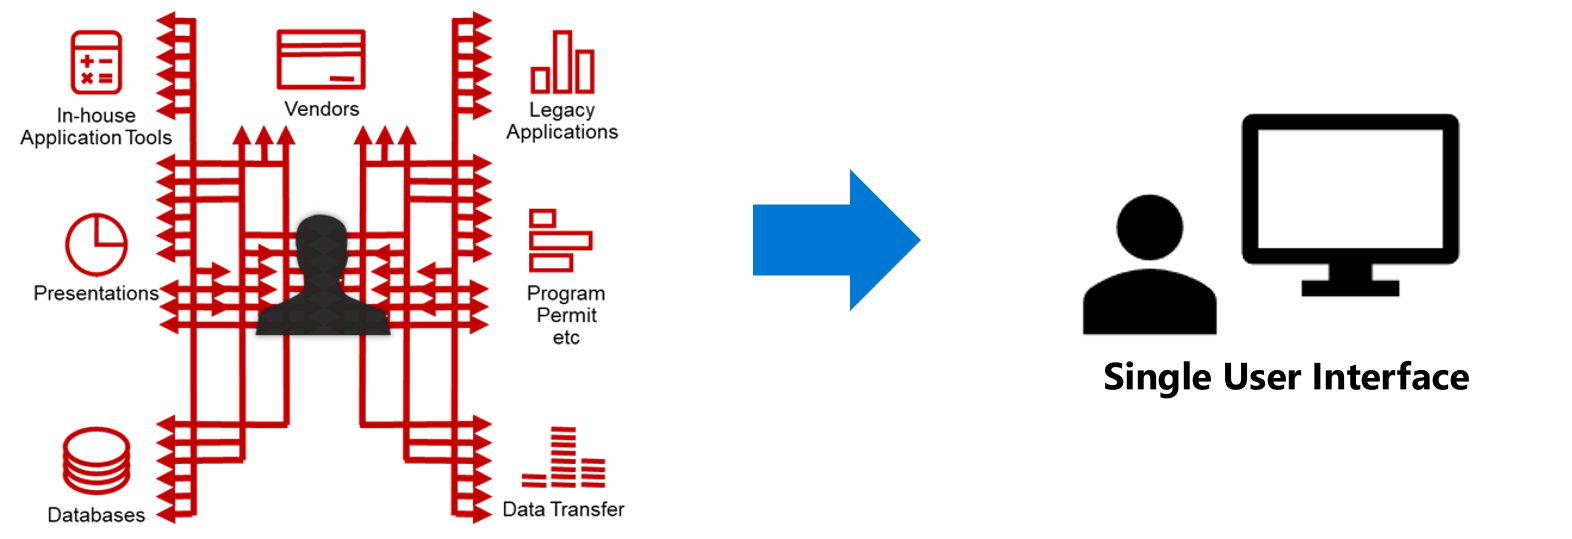 In-house
Application Tools
Vendors
Legacy
Applications
Presentations
Program
Permit
etc
Single User Interface
Databases
Data Transfer